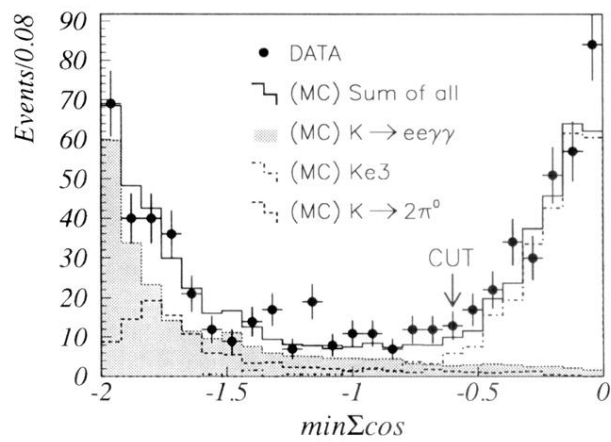 90
80
70
60
50
40
30
20
10
0
Events/0.08
DATA
(MC) Sum of all
(MC) K→eeγγ
(MC) Ke3
(MC) K→2π⁰
CUT
-2
-1.5
-1
-0.5
0
minΣcos